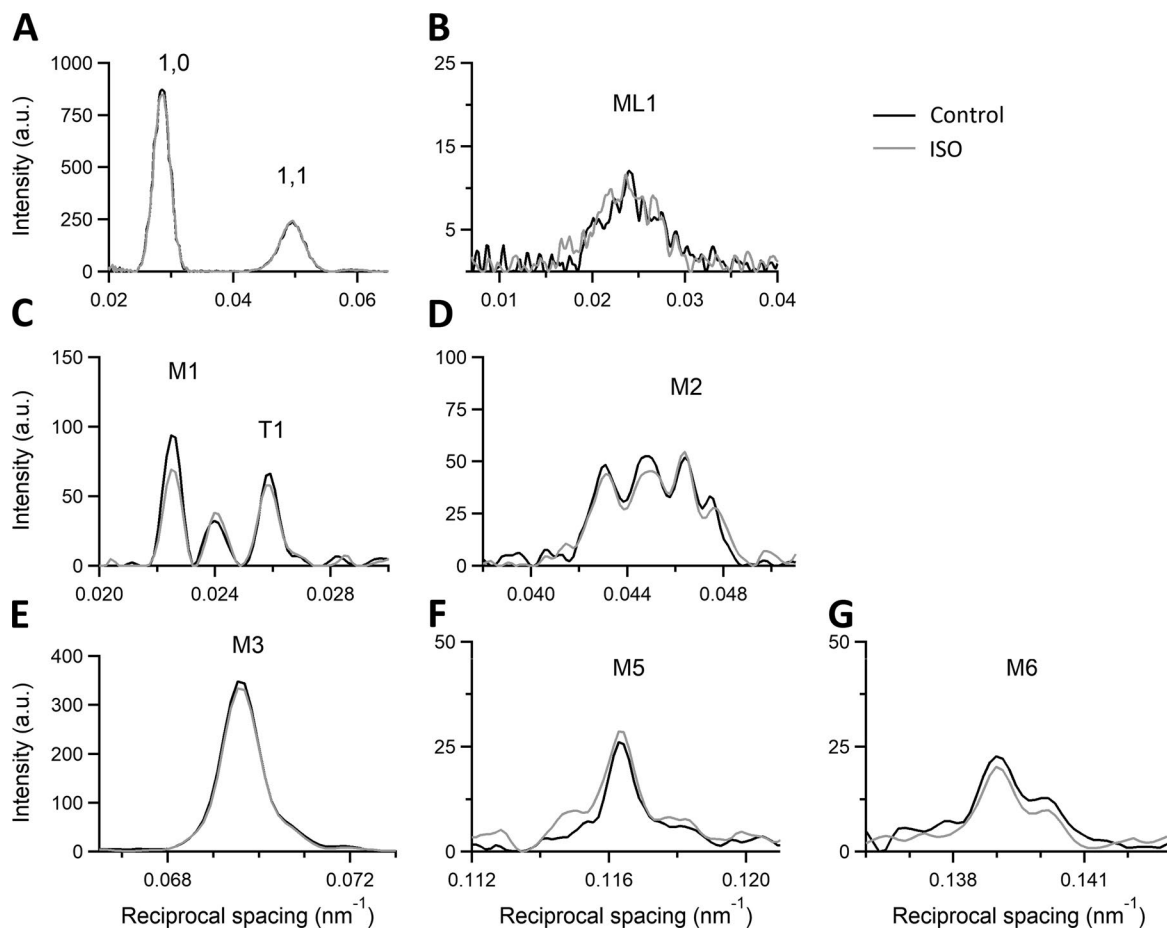 A
B
1,0
1,1
ML1
Control
ISO
Intensity (a.u.)
1000
750
500
250
0
0.02
0.04
0.06
25
15
5
0
0.01
0.02
0.03
0.04
C
D
M1
T1
M2
Intensity (a.u.)
150
100
50
0
0.020
0.024
0.028
100
75
50
25
0
0.040
0.044
0.048
E
F
G
M3
M5
M6
Intensity (a.u.)
400
300
200
100
0
0.068
0.072
Reciprocal spacing (nm⁻¹)
50
25
0
0.112
0.116
0.120
Reciprocal spacing (nm⁻¹)
50
25
0
0.138
0.141
Reciprocal spacing (nm⁻¹)